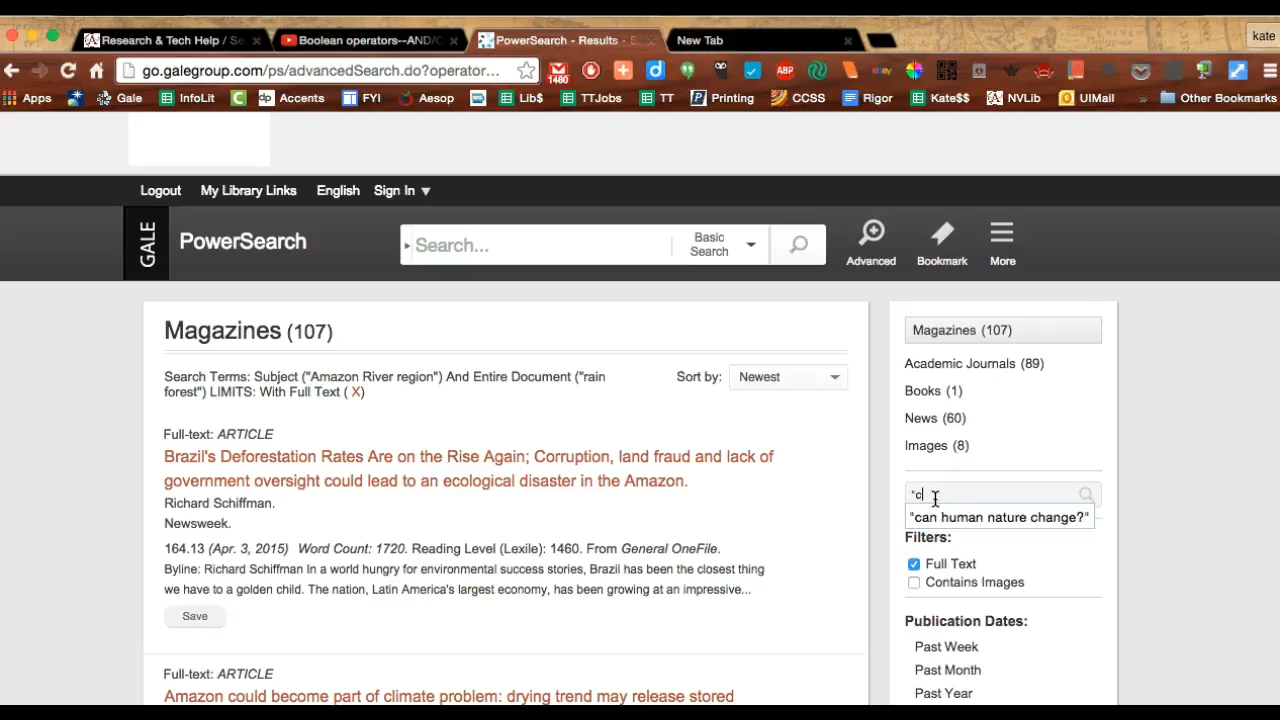 kate
Research & Tech Help / Se
Boolean operators--AND/O
PowerSearch - Results - S
New Tab
go.galegroup.com/ps/advancedSearch.do?operator...
1480
ABP
ebay
Apps
Gale
InfoLit
C
dp Accents
FYI
Aesop
Lib$
TTJobs
TT
Printing
CCSS
Rigor
Kate$$
NVLib
UIMail
»
Other Bookmarks
Logout
My Library Links
English
Sign In
GALE
PowerSearch
Search...
Basic
Search
Advanced
Bookmark
More
Magazines (107)
Search Terms: Subject ("Amazon River region") And Entire Document ("rain
forest") LIMITS: With Full Text ( X)
Sort by:
Newest
Full-text: ARTICLE
Brazil's Deforestation Rates Are on the Rise Again; Corruption, land fraud and lack of
government oversight could lead to an ecological disaster in the Amazon.
Richard Schiffman.
Newsweek.
164.13 (Apr. 3, 2015) Word Count: 1720. Reading Level (Lexile): 1460. From General OneFile.
Byline: Richard Schiffman In a world hungry for environmental success stories, Brazil has been the closest thing
we have to a golden child. The nation, Latin America's largest economy, has been growing at an impressive...
Save
Full-text: ARTICLE
Amazon could become part of climate problem: drying trend may release stored
Magazines (107)
Academic Journals (89)
Books (1)
News (60)
Images (8)
"c
"can human nature change?"
Filters:
Full Text
Contains Images
Publication Dates:
Past Week
Past Month
Past Year